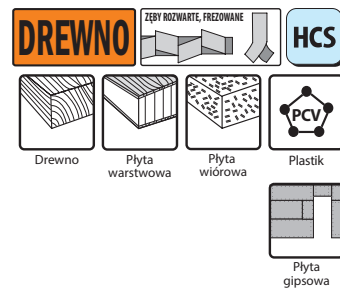 DREWNO
ZĘBY ROZWARTE, FREZOWANE
HCS
PCV
Drewno
Płyta
warstwowa
Płyta
wiórowa
Plastik
Płyta
gipsowa